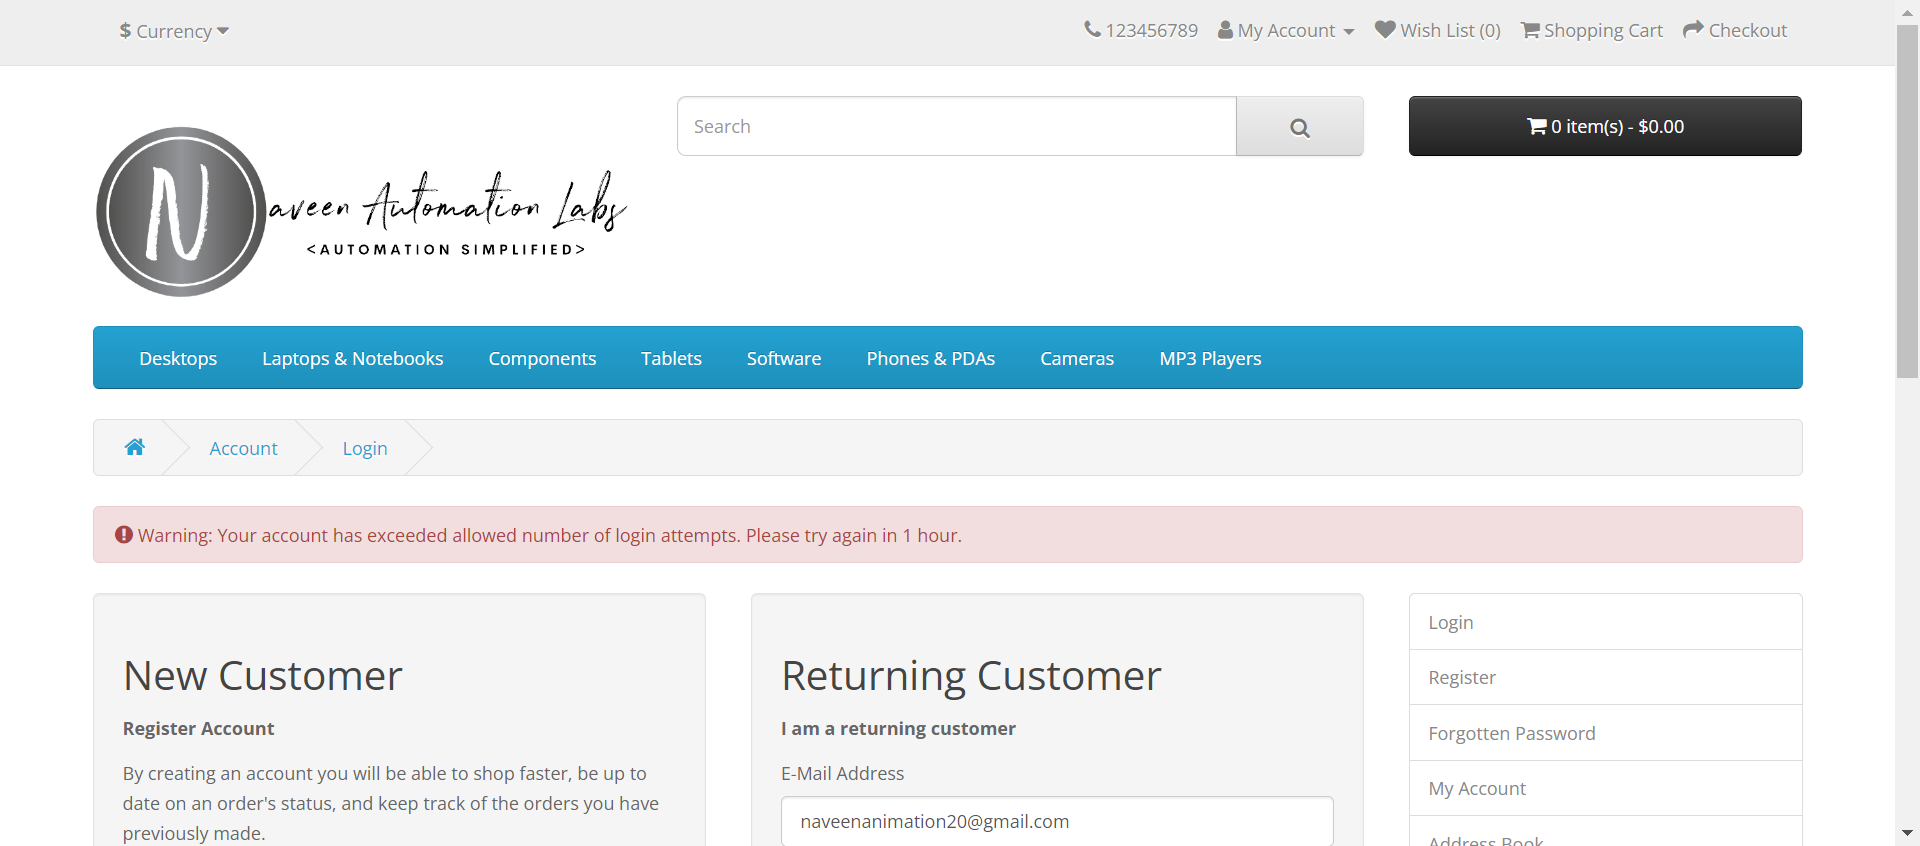 $ Currency
123456789 My Account Wish List (0) Shopping Cart Checkout
Search
0 item(s) - $0.00
Naveen Automation Labs
<AUTOMATION SIMPLIFIED>
Desktops Laptops & Notebooks Components Tablets Software Phones & PDAs Cameras MP3 Players
Account Login
Warning: Your account has exceeded allowed number of login attempts. Please try again in 1 hour.
New Customer
Register Account
By creating an account you will be able to shop faster, be up to
date on an order's status, and keep track of the orders you have
previously made.
Returning Customer
I am a returning customer
E-Mail Address
naveenanimation20@gmail.com
Login
Register
Forgotten Password
My Account
Address Book